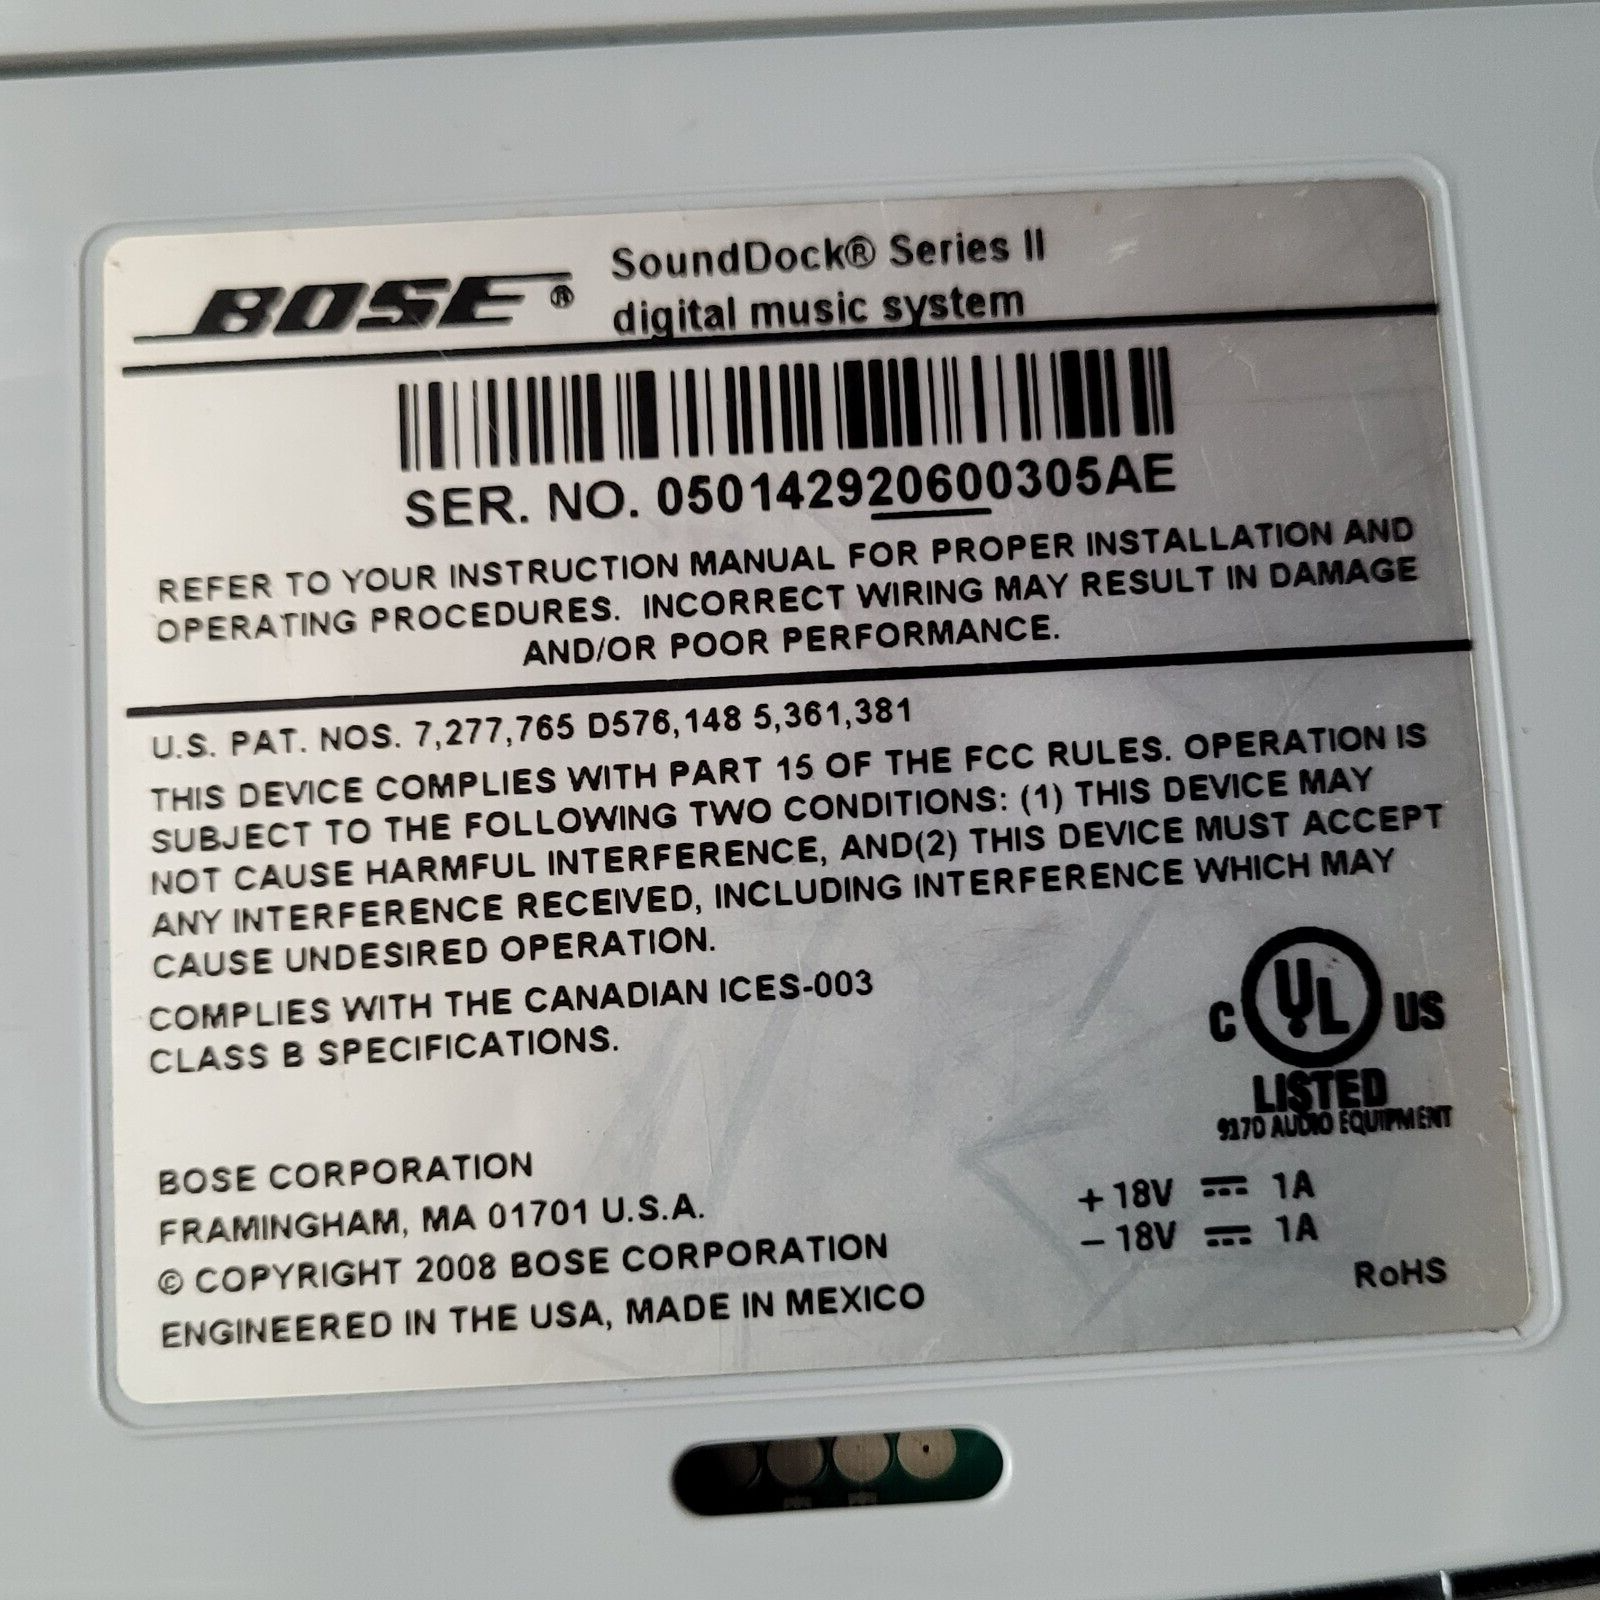 BOSE®
SoundDock® Series II
digital music system
SER. NO. 050142920600305AE
REFER TO YOUR INSTRUCTION MANUAL FOR PROPER INSTALLATION AND
OPERATING PROCEDURES. INCORRECT WIRING MAY RESULT IN DAMAGE
AND/OR POOR PERFORMANCE.
U.S. PAT. NOS. 7,277,765 D576,148 5,361,381
THIS DEVICE COMPLIES WITH PART 15 OF THE FCC RULES. OPERATION IS
SUBJECT TO THE FOLLOWING TWO CONDITIONS: (1) THIS DEVICE MAY
NOT CAUSE HARMFUL INTERFERENCE, AND(2) THIS DEVICE MUST ACCEPT
ANY INTERFERENCE RECEIVED, INCLUDING INTERFERENCE WHICH MAY
CAUSE UNDESIRED OPERATION.
COMPLIES WITH THE CANADIAN ICES-003
CLASS B SPECIFICATIONS.
C UL US
LISTED
917D AUDIO EQUIPMENT
BOSE CORPORATION
FRAMINGHAM, MA 01701 U.S.A.
© COPYRIGHT 2008 BOSE CORPORATION
ENGINEERED IN THE USA, MADE IN MEXICO
+ 18V ⎓ 1A
– 18V ⎓ 1A
RoHS